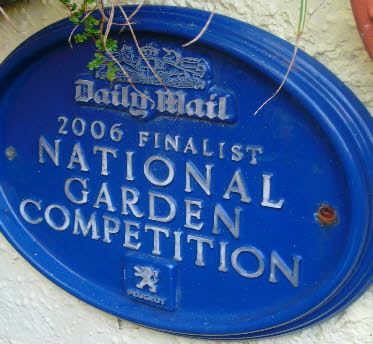 Daily Mail
2006 FINALIST
NATIONAL
GARDEN
COMPETITION
PEUGEOT